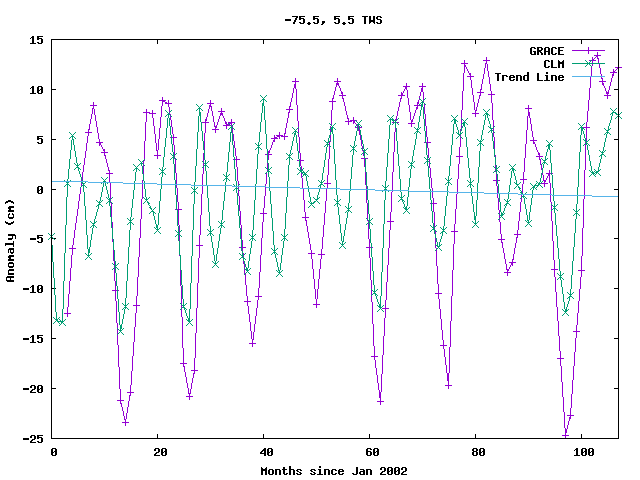 -75.5, 5.5 TWS
GRACE
CLM
Trend Line
15
10
5
0
-5
-10
-15
-20
-25
Anomaly (cm)
0 20 40 60 80 100
Months since Jan 2002